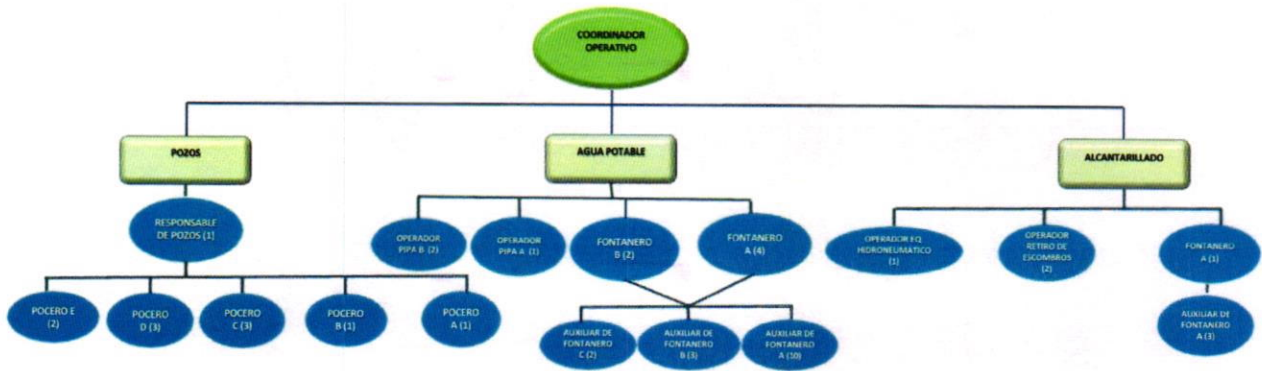 COORDINADOR
OPERATIVO
POZOS
AGUA POTABLE
ALCANTARILLADO
RESPONSABLE
DE POZOS (1)
OPERADOR
PIPA B (2)
OPERADOR
PIPA A (1)
FONTANERO
B (2)
FONTANERO
A (4)
OPERADOR EQ.
HIDRONEUMÁTICO
(1)
OPERADOR
RETIRO DE
ESCOMBROS
(2)
FONTANERO
A (1)
POCERO E
(2)
POCERO
D (3)
POCERO
C (3)
POCERO
B (1)
POCERO
A (1)
AUXILIAR DE
FONTANERO
C (2)
AUXILIAR DE
FONTANERO
B (3)
AUXILIAR DE
FONTANERO
A (10)
AUXILIAR DE
FONTANERO
A (3)